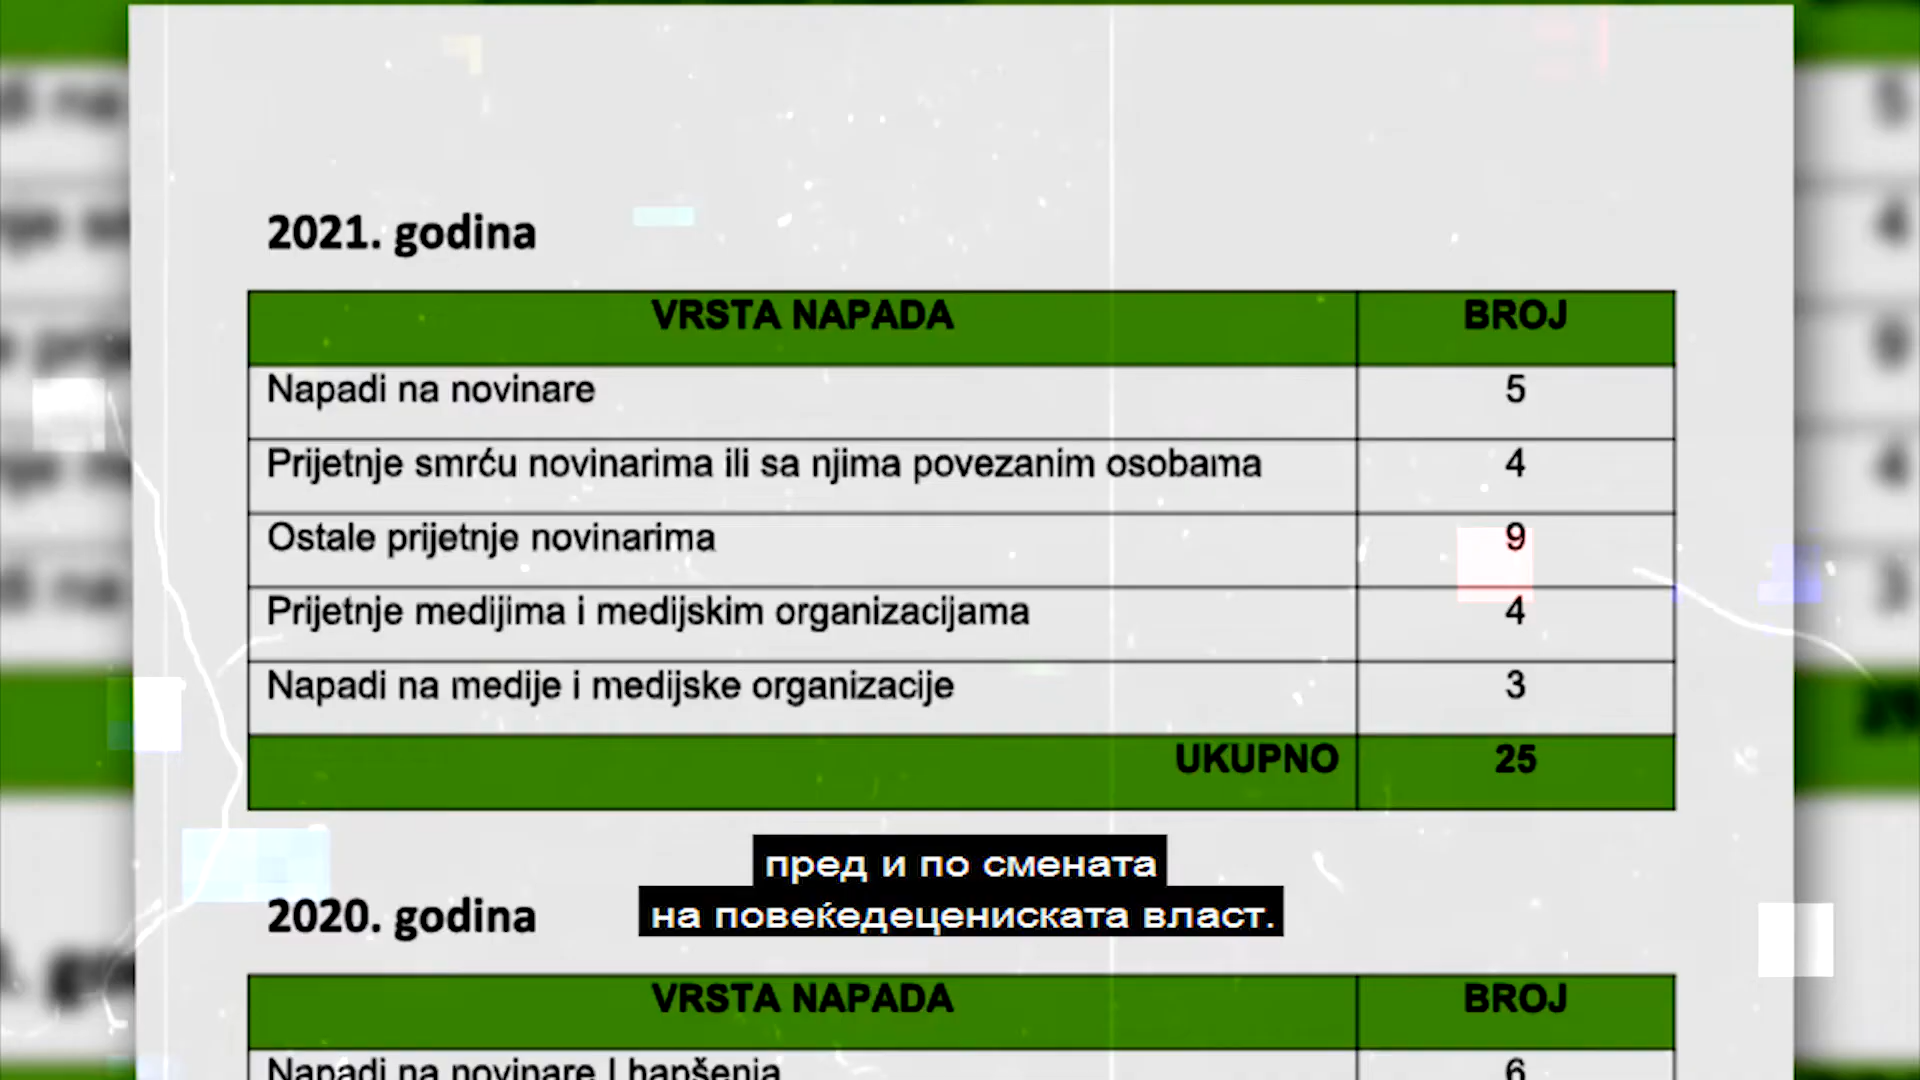 2021. godina
VRSTA NAPADA BROJ
Napadi na novinare 5
Prijetnje smrću novinarima ili sa njima povezanim osobama 4
Ostale prijetnje novinarima 9
Prijetnje medijima i medijskim organizacijama 4
Napadi na medije i medijske organizacije 3
UKUPNO 25
пред и по смената
на повеќедецениската власт.
2020. godina
VRSTA NAPADA BROJ
Napadi na novinare I hapšenja 6